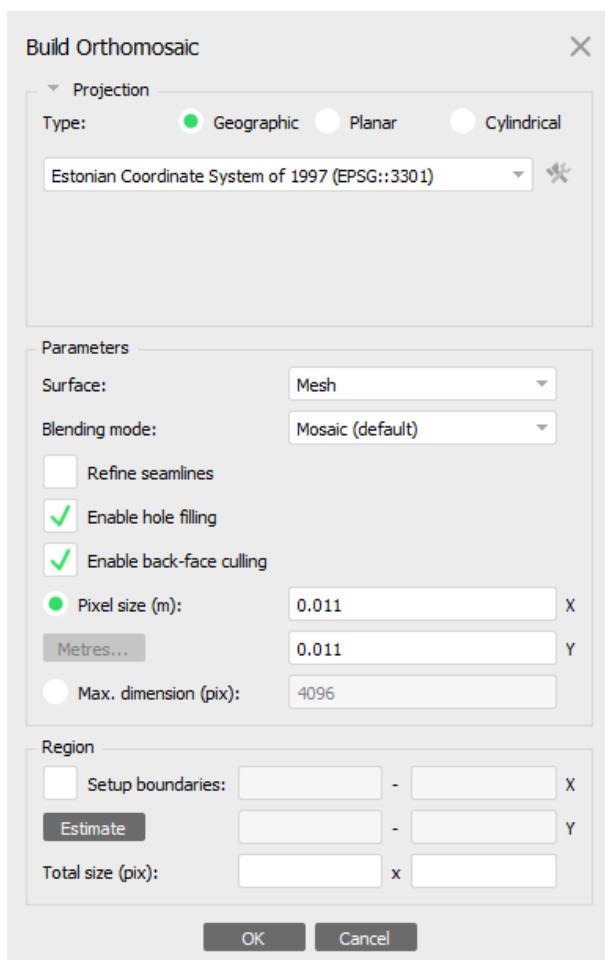 Build Orthomosaic
Projection
Type: Geographic Planar Cylindrical
Estonian Coordinate System of 1997 (EPSG::3301)
Parameters
Surface: Mesh
Blending mode: Mosaic (default)
Refine seamlines
Enable hole filling
Enable back-face culling
Pixel size (m): 0.011 X
Metres... 0.011 Y
Max. dimension (pix): 4096
Region
Setup boundaries: - X
Estimate - Y
Total size (pix): x
OK Cancel